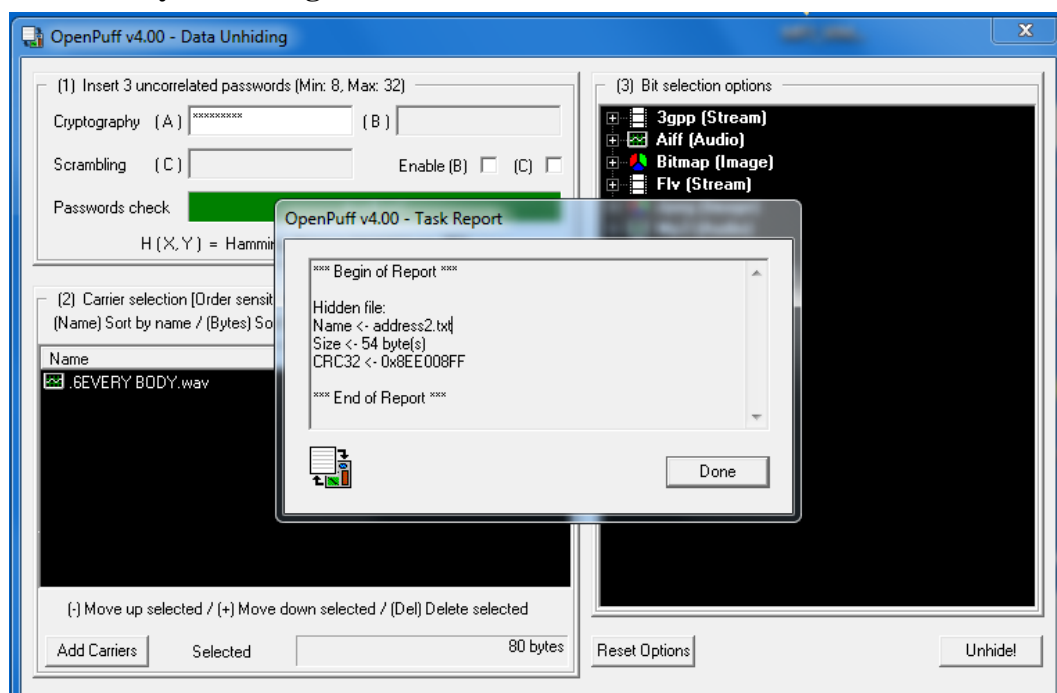 OpenPuff v4.00 - Data Unhiding
x
(1) Insert 3 uncorrelated passwords (Min: 8, Max: 32)
Cryptography (A) ********* (B)
Scrambling (C) Enable (B) (C)
Passwords check
H (X,Y) =
(2) Carrier selection [Order
(Name) Sort by name / (Bytes)
Name
.6EVERY BODY.wav
(-) Move up selected / (+) Move down selected / (Del) Delete selected
Add Carriers Selected 80 bytes
(3) Bit selection options
3gpp (Stream)
Aiff (Audio)
Bitmap (Image)
Flv (Stream)
Reset Options Unhide!
OpenPuff v4.00 - Task Report
*** Begin of Report ***
Hidden file:
Name <- address2.txt
Size <- 54 byte(s)
CRC32 <- 0x8EE008FF
*** End of Report ***
Done